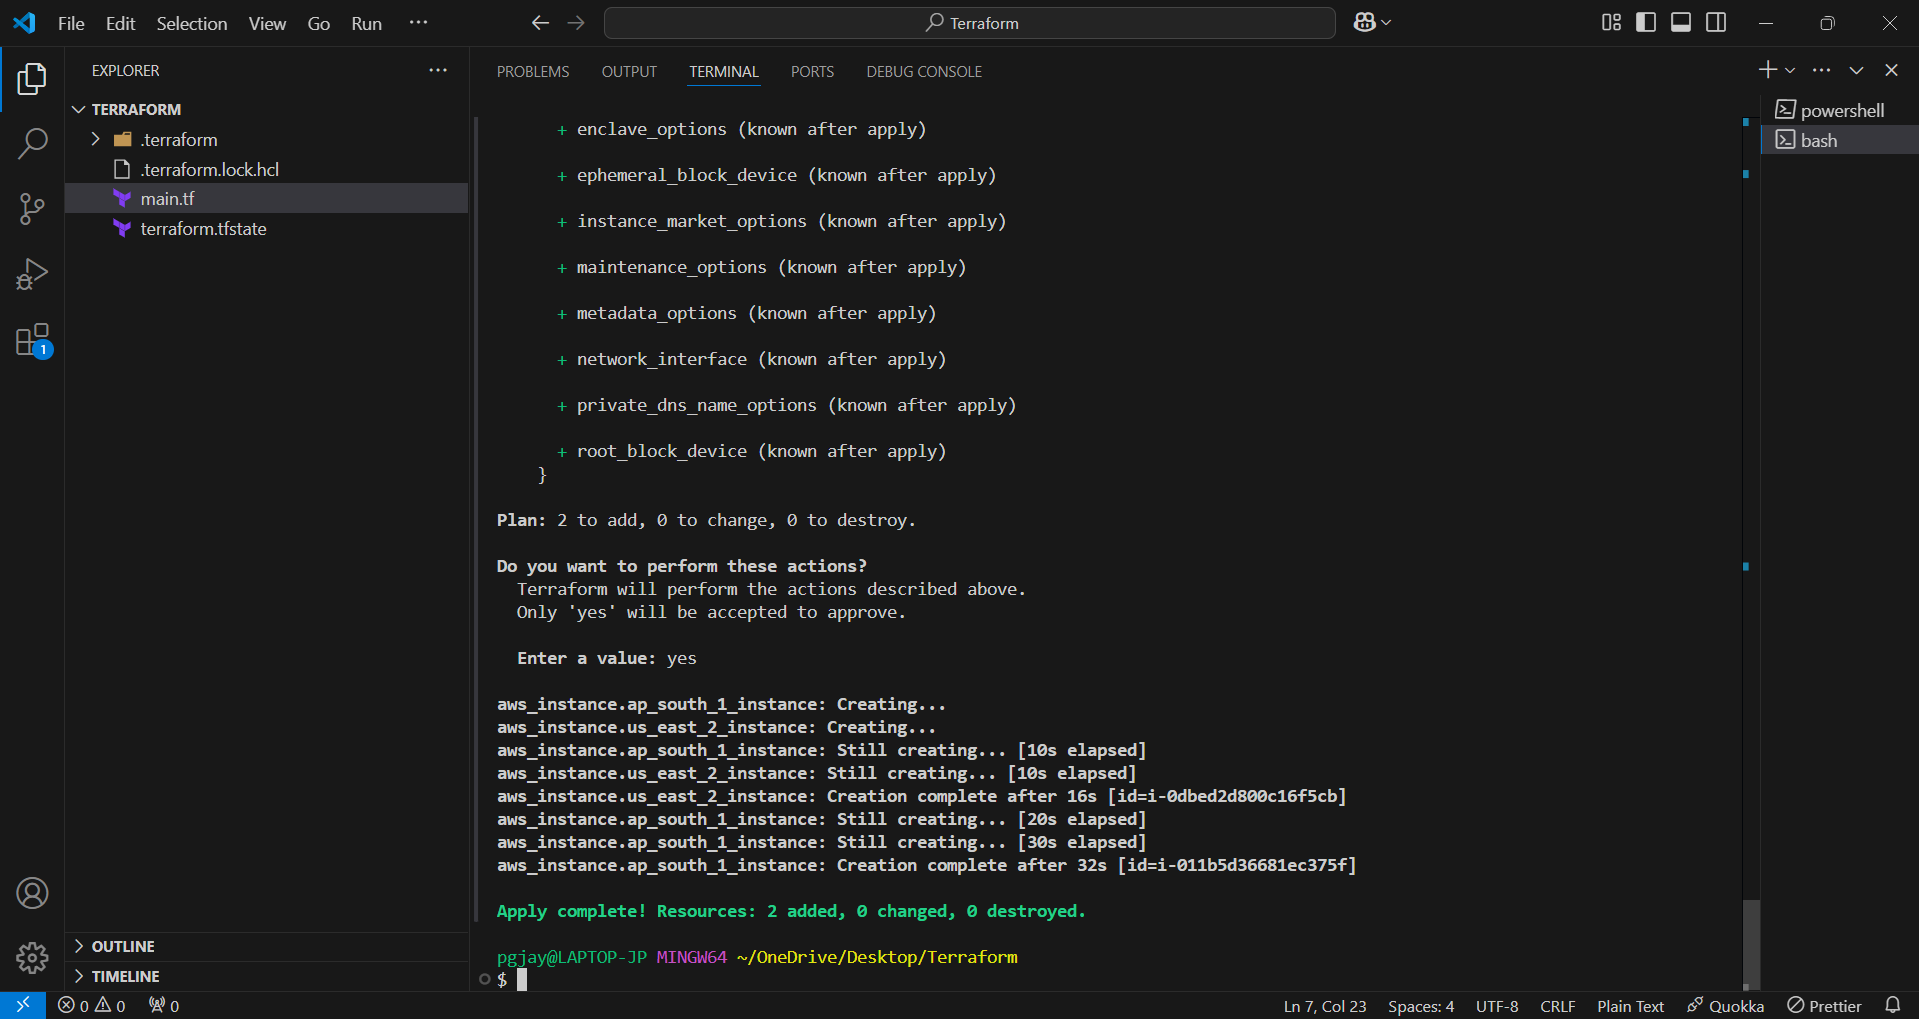 File Edit Selection View Go Run ··· Terraform
EXPLORER ···
TERRAFORM
.terraform
.terraform.lock.hcl
main.tf
terraform.tfstate
1
OUTLINE
TIMELINE
PROBLEMS OUTPUT TERMINAL PORTS DEBUG CONSOLE
+ enclave_options (known after apply)
+ ephemeral_block_device (known after apply)
+ instance_market_options (known after apply)
+ maintenance_options (known after apply)
+ metadata_options (known after apply)
+ network_interface (known after apply)
+ private_dns_name_options (known after apply)
+ root_block_device (known after apply)
}
Plan: 2 to add, 0 to change, 0 to destroy.
Do you want to perform these actions?
Terraform will perform the actions described above.
Only 'yes' will be accepted to approve.
Enter a value: yes
aws_instance.ap_south_1_instance: Creating...
aws_instance.us_east_2_instance: Creating...
aws_instance.ap_south_1_instance: Still creating... [10s elapsed]
aws_instance.us_east_2_instance: Still creating... [10s elapsed]
aws_instance.us_east_2_instance: Creation complete after 16s [id=i-0dbed2d800c16f5cb]
aws_instance.ap_south_1_instance: Still creating... [20s elapsed]
aws_instance.ap_south_1_instance: Still creating... [30s elapsed]
aws_instance.ap_south_1_instance: Creation complete after 32s [id=i-011b5d36681ec375f]
Apply complete! Resources: 2 added, 0 changed, 0 destroyed.
pgjay@LAPTOP-JP MINGW64 ~/OneDrive/Desktop/Terraform
$
powershell
bash
0 0 0 Ln 7, Col 23 Spaces: 4 UTF-8 CRLF Plain Text Quokka Prettier